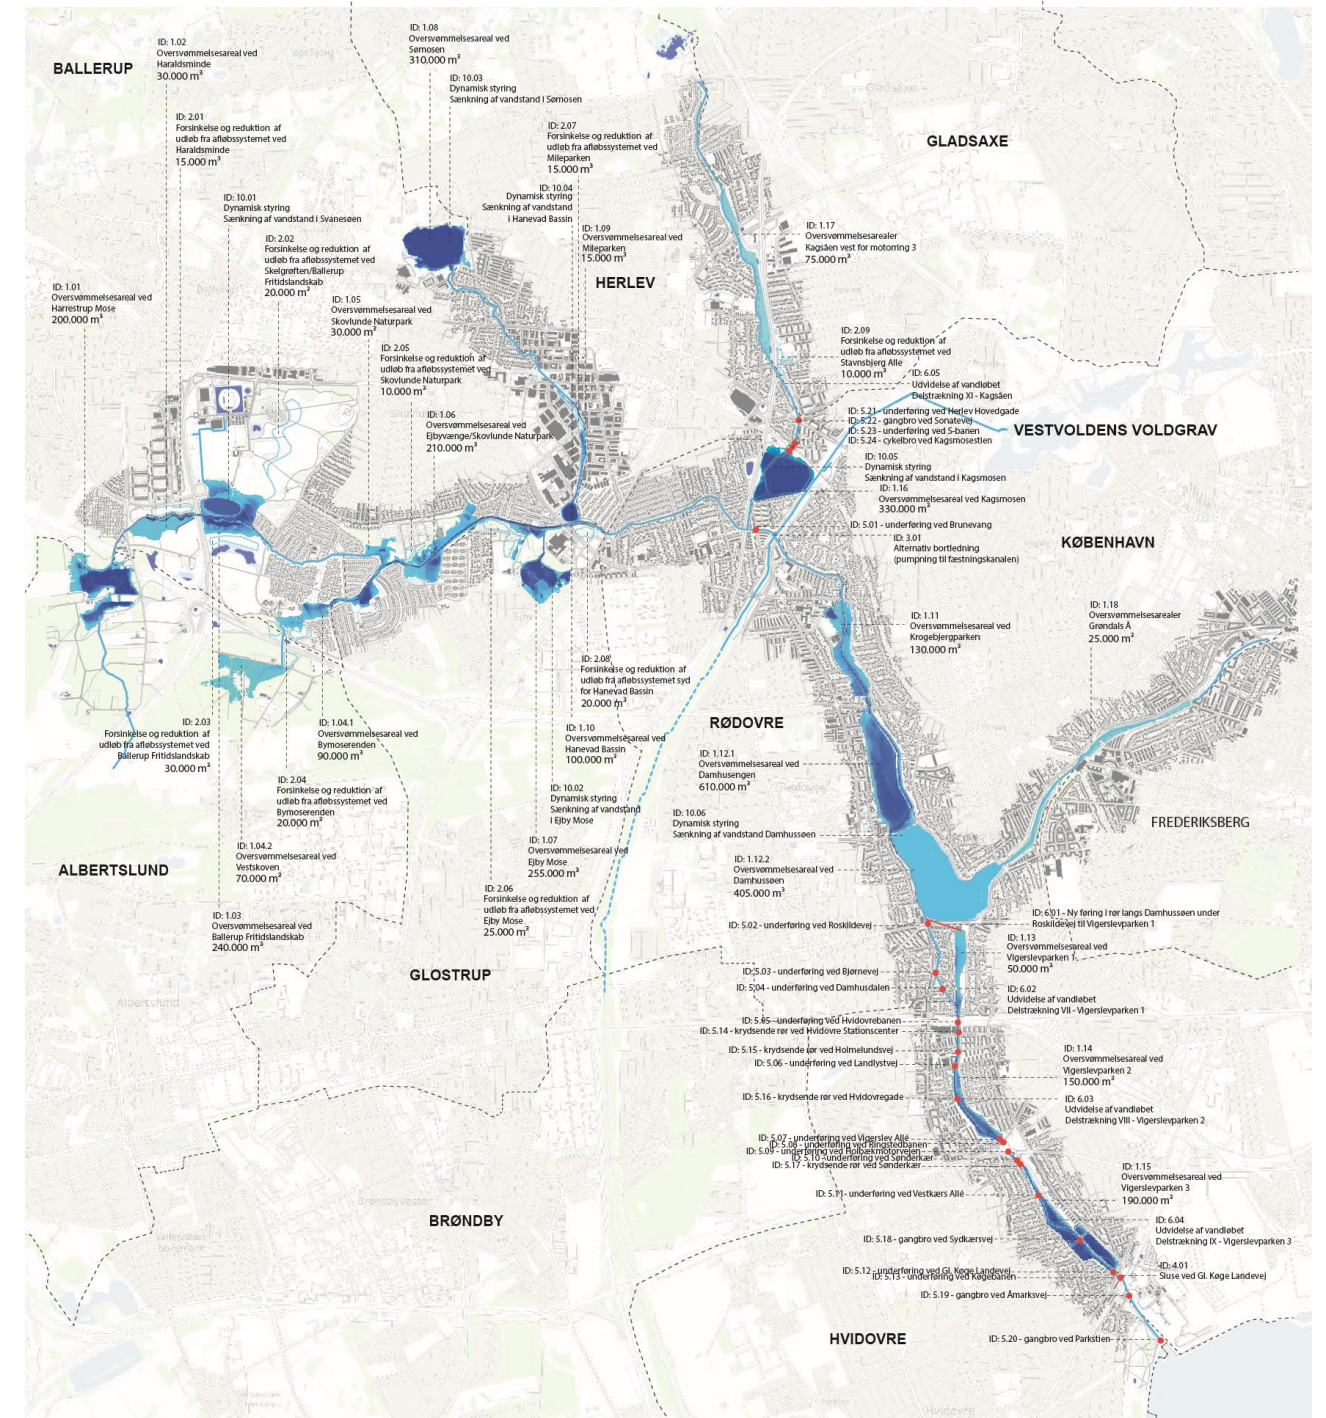 BALLERUP
ID: 1.02
Oversvømmelsesareal ved
Haraldsminde
30.000 m³
ID: 1.08
Oversvømmelsesareal ved
Sømosen
310.000 m³
ID: 10.03
Dynamisk styring
Sænkning af vandstand i Sømosen
ID: 2.01
Forsinkelse og reduktion af
udløb fra afløbssystemet ved
Haraldsminde
15.000 m³
ID: 2.07
Forsinkelse og reduktion af
udløb fra afløbssystemet ved
Mileparken
15.000 m³
GLADSAXE
ID: 10.01
Dynamisk styring
Sænkning af vandstand i Svanesøen
ID: 10.04
Dynamisk styring
Sænkning af vandstand
i Hanevad Bassin
ID: 2.02
Forsinkelse og reduktion af
udløb fra afløbssystemet ved
Skelgrøften/Ballerup
Fritidslandskab
20.000 m³
ID: 1.09
Oversvømmelsesareal ved
Mileparken
15.000 m³
ID: 1.17
Oversvømmelsesarealer
Kagsåen vest for motorring 3
75.000 m³
HERLEV
ID: 1.01
Oversvømmelsesareal ved
Harrestrup Mose
200.000 m³
ID: 1.05
Oversvømmelsesareal ved
Skovlunde Naturpark
30.000 m³
ID: 2.05
Forsinkelse og reduktion af
udløb fra afløbssystemet ved
Skovlunde Naturpark
10.000 m³
ID: 2.09
Forsinkelse og reduktion af
udløb fra afløbssystemet ved
Stavnsbjerg Alle
10.000 m³
ID: 6.05
Udvidelse af vandløbet
Delstrækning XI - Kagsåen
ID: 1.06
Oversvømmelsesareal ved
Ejbyvænge/Skovlunde Naturpark
210.000 m³
ID: 5.21 - underføring ved Herlev Hovedgade
ID: 5.22 - gangbro ved Sonatevej
ID: 5.23 - underføring ved S-banen
ID: 5.24 - cykelbro ved Kagsmosestien
VESTVOLDENS VOLDGRAV
ID: 10.05
Dynamisk styring
Sænkning af vandstand i Kagsmosen
ID: 1.16
Oversvømmelsesareal ved Kagsmosen
330.000 m³
ID: 5.01 - underføring ved Brunevang
ID: 3.01
Alternativ bortledning
(pumpning til fæstningskanalen)
KØBENHAVN
ID: 1.11
Oversvømmelsesareal ved
Krogebjergparken
130.000 m³
ID: 1.18
Oversvømmelsesarealer
Grøndals Å
25.000 m³
ID: 2.08
Forsinkelse og reduktion af
udløb fra afløbssystemet syd
for Hanevad Bassin
20.000 m³
ID: 2.03
Forsinkelse og reduktion af
udløb fra afløbssystemet ved
Ballerup Fritidslandskab
30.000 m³
ID: 1.04.1
Oversvømmelsesareal ved
Bymoserenden
90.000 m³
ID: 1.10
Oversvømmelsesareal ved
Hanevad Bassin
100.000 m³
RØDOVRE
ID: 1.12.1
Oversvømmelsesareal ved
Damhusengen
610.000 m³
ID: 2.04
Forsinkelse og reduktion af
udløb fra afløbssystemet ved
Bymoserenden
20.000 m³
ID: 10.02
Dynamisk styring
Sænkning af vandstand
i Ejby Mose
ID: 10.06
Dynamisk styring
Sænkning af vandstand Damhussøen
FREDERIKSBERG
ID: 1.04.2
Oversvømmelsesareal ved
Vestskoven
70.000 m³
ID: 1.07
Oversvømmelsesareal ved
Ejby Mose
255.000 m³
ID: 1.12.2
Oversvømmelsesareal ved
Damhussøen
405.000 m³
ALBERTSLUND
ID: 2.06
Forsinkelse og reduktion af
udløb fra afløbssystemet ved
Ejby Mose
25.000 m³
ID: 1.03
Oversvømmelsesareal ved
Ballerup Fritidslandskab
240.000 m³
ID: 5.02 - underføring ved Roskildevej
ID: 6.01 - Ny føring i rør langs Damhussøen under
Roskildevej til Vigerslevparken 1
ID: 1.13
Oversvømmelsesareal ved
Vigerslevparken 1
50.000 m³
GLOSTRUP
ID: 5.03 - underføring ved Bjørnevej
ID: 5.04 - underføring ved Damhusdalen
ID: 6.02
Udvidelse af vandløbet
Delstrækning VII - Vigerslevparken 1
Albertslund
ID: 5.05 - underføring ved Hvidovrebanen
ID: 5.14 - krydsende rør ved Hvidovre Stationscenter
ID: 5.15 - krydsende rør ved Holmelundsvej
ID: 5.06 - underføring ved Landlystvej
ID: 1.14
Oversvømmelsesareal ved
Vigerslevparken 2
150.000 m³
ID: 5.16 - krydsende rør ved Hvidovregade
ID: 6.03
Udvidelse af vandløbet
Delstrækning VIII - Vigerslevparken 2
ID: 5.07 - underføring ved Vigerslev Allé
ID: 5.08 - underføring ved Ringstedbanen
ID: 5.09 - underføring ved Holbækmotorvejen
ID: 5.10 - underføring ved Sønderkær
ID: 5.17 - krydsende rør ved Sønderkær
ID: 1.15
Oversvømmelsesareal ved
Vigerslevparken 3
190.000 m³
ID: 5.11 - underføring ved Vestkærs Allé
BRØNDBY
ID: 6.04
Udvidelse af vandløbet
Delstrækning IX - Vigerslevparken 3
ID: 5.18 - gangbro ved Sydkærsvej
ID: 5.12 - underføring ved Gl. Køge Landevej
ID: 5.13 - underføring ved Køgebanen
ID: 4.01
Sluse ved Gl. Køge Landevej
ID: 5.19 - gangbro ved Åmarksvej
HVIDOVRE
ID: 5.20 - gangbro ved Parkstien
Hvidovre